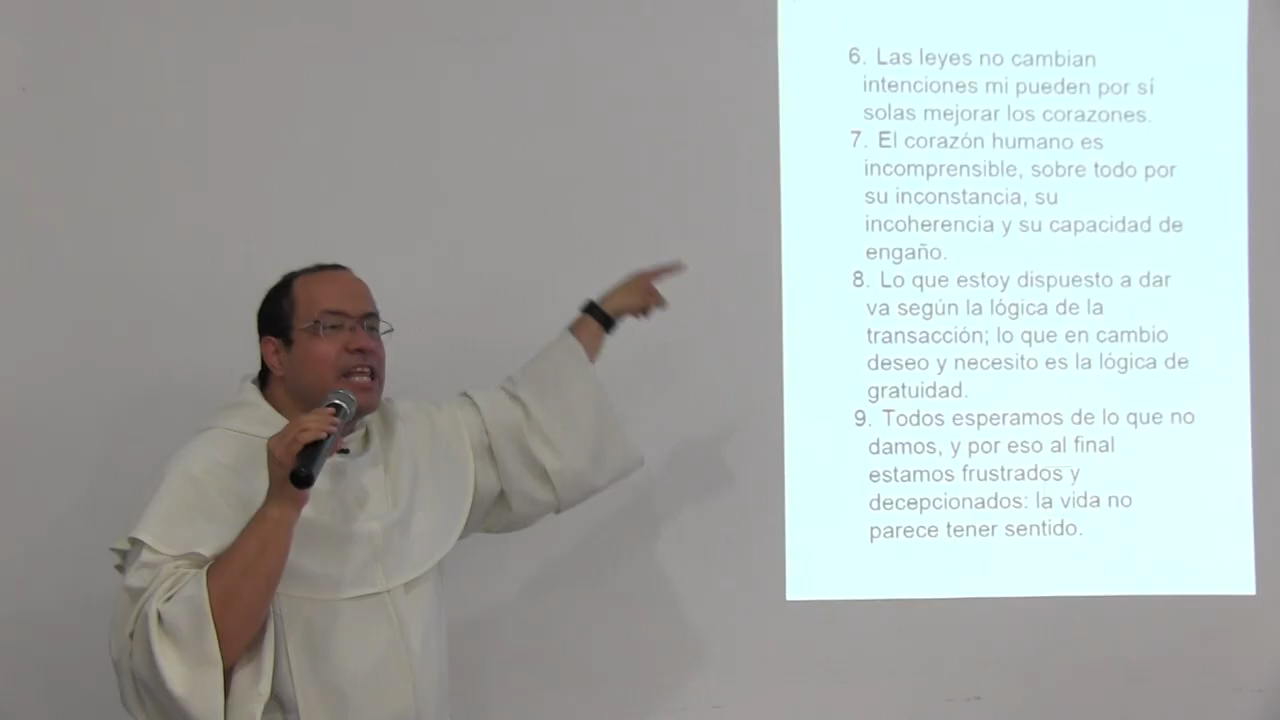 6. Las leyes no cambian
intenciones mi pueden por sí
solas mejorar los corazones.
7. El corazón humano es
incomprensible, sobre todo por
su inconstancia, su
incoherencia y su capacidad de
engaño.
8. Lo que estoy dispuesto a dar
va según la lógica de la
transacción; lo que en cambio
deseo y necesito es la lógica de
gratuidad.
9. Todos esperamos de lo que no
damos, y por eso al final
estamos frustrados y
decepcionados: la vida no
parece tener sentido.